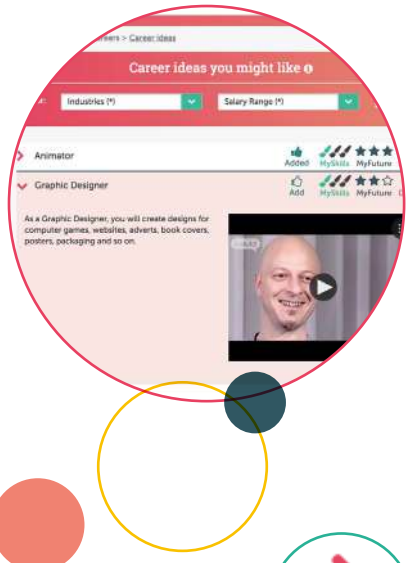 > Career ideas
Career ideas you might like
Industries (*)
Salary Range (*)
Animator
Added MySkills MyFuture
Graphic Designer
Add MySkills MyFuture
As a Graphic Designer, you will create designs for
computer games, websites, adverts, book covers,
posters, packaging and so on.